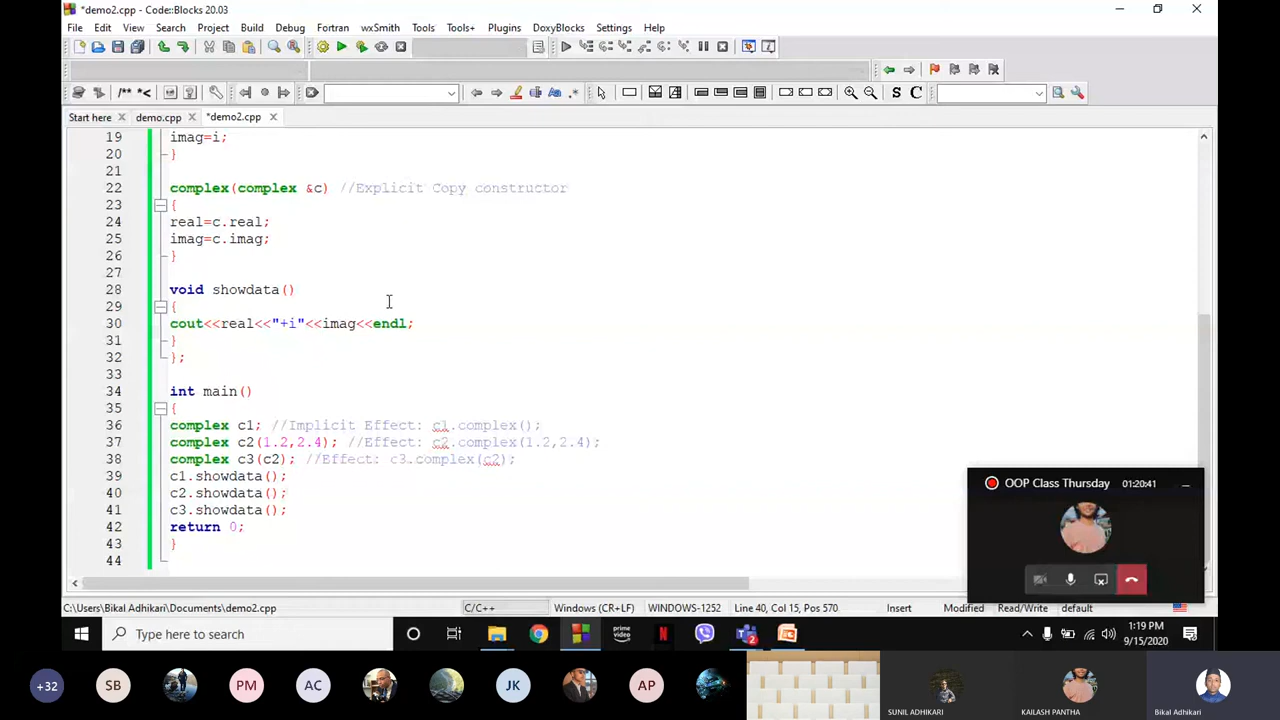 *demo2.cpp - Code::Blocks 20.03
File Edit View Search Project Build Debug Fortran wxSmith Tools Tools+ Plugins DoxyBlocks Settings Help
/** *<
S C
Start here demo.cpp *demo2.cpp
19 imag=i;
20 }
21
22 complex(complex &c) //Explicit Copy constructor
23 {
24 real=c.real;
25 imag=c.imag;
26 }
27
28 void showdata()
29 {
30 cout<<real<<"+i"<<imag<<endl;
31 }
32 };
33
34 int main()
35 {
36 complex c1; //Implicit Effect: c1.complex();
37 complex c2(1.2,2.4); //Effect: c2.complex(1.2,2.4);
38 complex c3(c2); //Effect: c3.complex(c2);
39 c1.showdata();
40 c2.showdata();
41 c3.showdata();
42 return 0;
43 }
44
OOP Class Thursday 01:20:41
C:\Users\Bikal Adhikari\Documents\demo2.cpp C/C++ Windows (CR+LF) WINDOWS-1252 Line 40, Col 15, Pos 570 Insert Modified Read/Write default
Type here to search
prime video
1:19 PM
9/15/2020
+32 SB PM AC JK AP
SUNIL ADHIKARI KAILASH PANTHA Bikal Adhikari